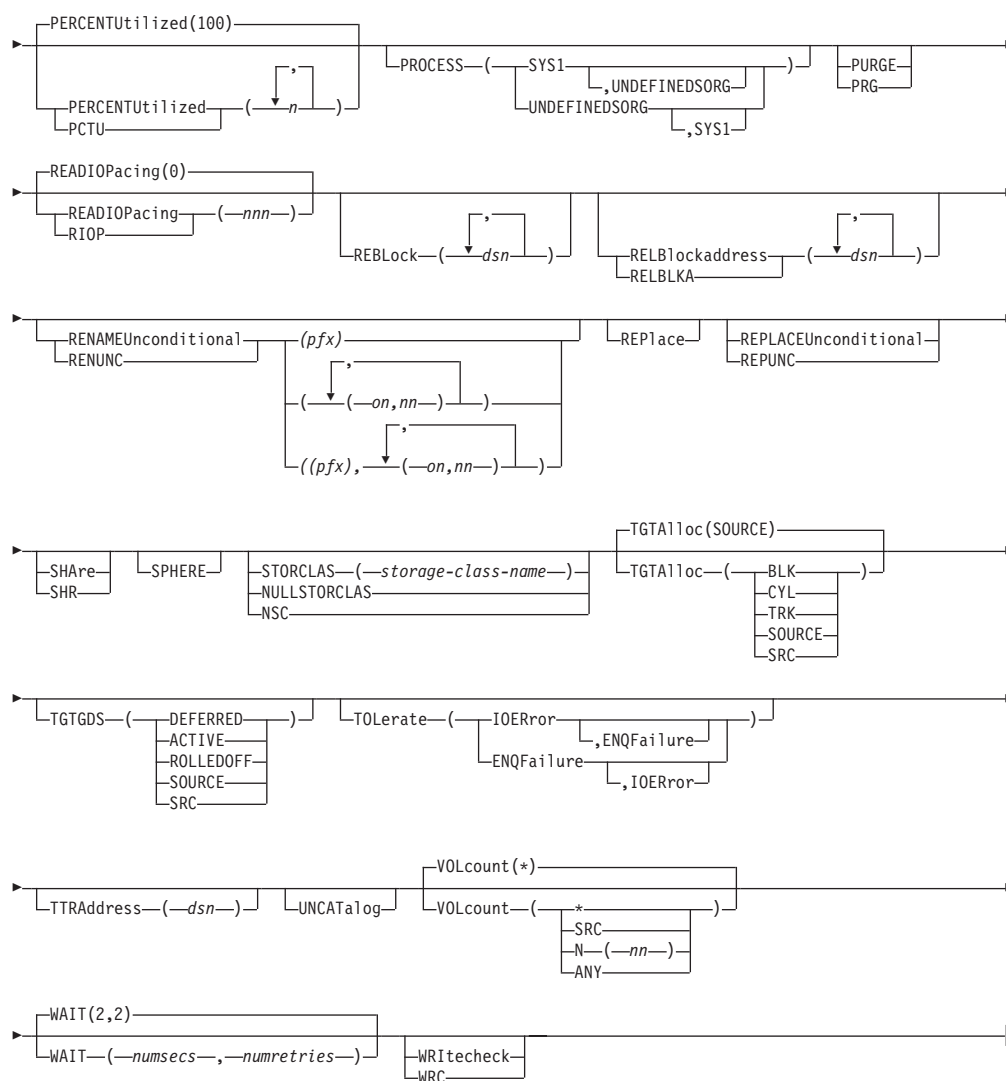 PERCENTUtilized(100)
PERCENTUtilized ( n , )
PCTU
PROCESS ( SYS1 ,UNDEFINEDSORG )
UNDEFINEDSORG ,SYS1
PURGE
PRG
READIOPacing(0)
READIOPacing ( nnn )
RIOP
REBLock ( dsn , )
RELBlockaddress ( dsn , )
RELBLKA
RENAMEUnconditional (pfx)
RENUNC
,
( (on,nn) )
,
((pfx), (on,nn) )
REPlace
REPLACEUnconditional
REPUNC
SHAre
SHR
SPHERE
STORCLAS ( storage-class-name )
NULLSTORCLAS
NSC
TGTAlloc(SOURCE)
TGTAlloc ( BLK )
CYL
TRK
SOURCE
SRC
TGTGDS ( DEFERRED )
ACTIVE
ROLLEDOFF
SOURCE
SRC
TOLerate ( IOERror ,ENQFailure )
ENQFailure ,IOERror
TTRAddress ( dsn )
UNCATalog
VOLcount(*)
VOLcount ( * )
SRC
N ( nn )
ANY
WAIT(2,2)
WAIT ( numsecs , numretries )
WRItecheck
WRC